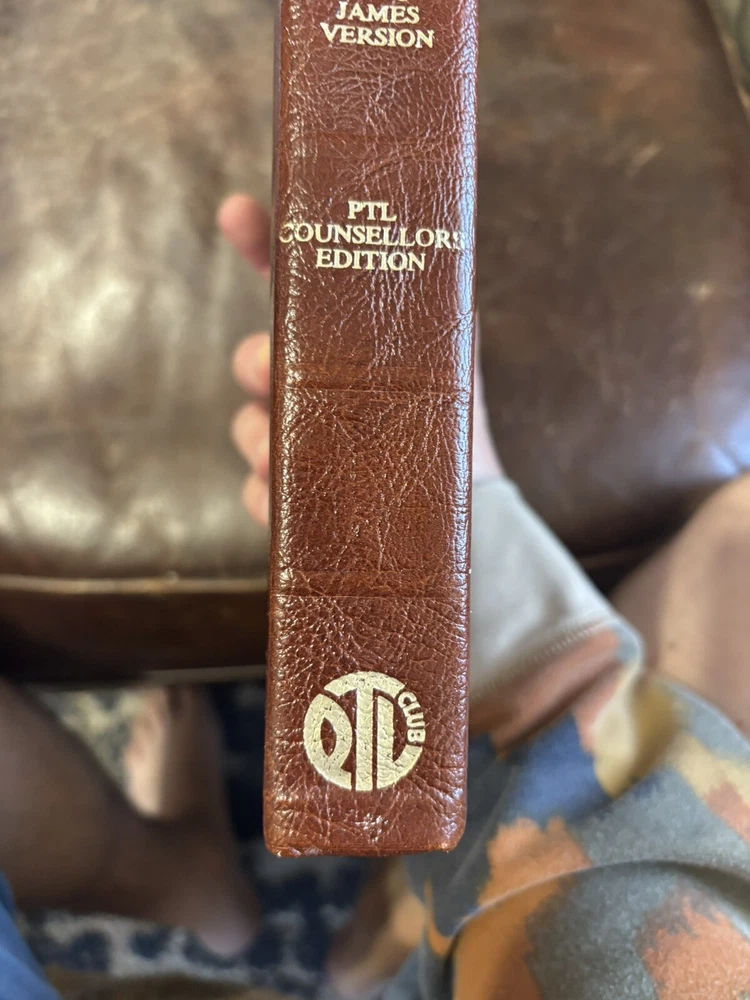 JAMES
VERSION
PTL
COUNSELLORS
EDITION
PTL
CLUB